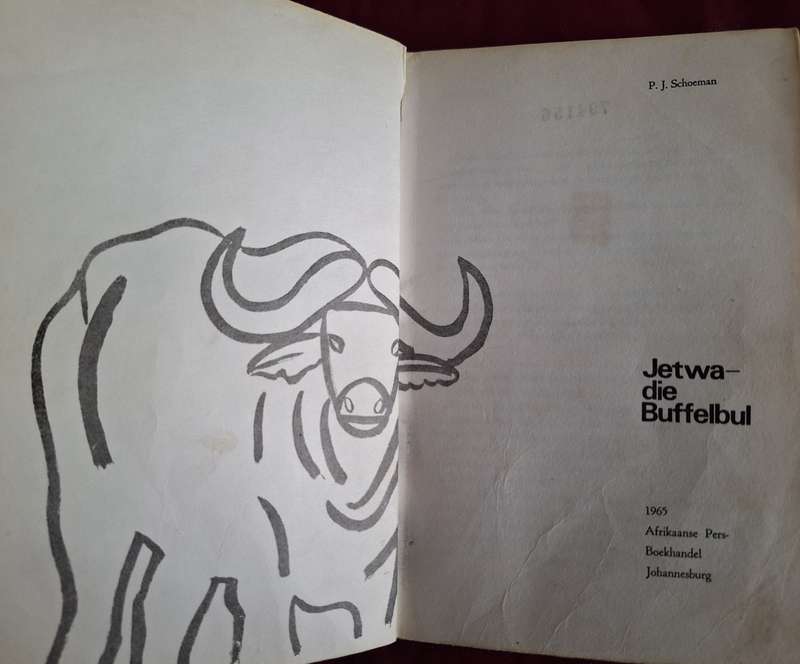 P. J. Schoeman
Jetwa—
die
Buffelbul
1965
Afrikaanse Pers-
Boekhandel
Johannesburg